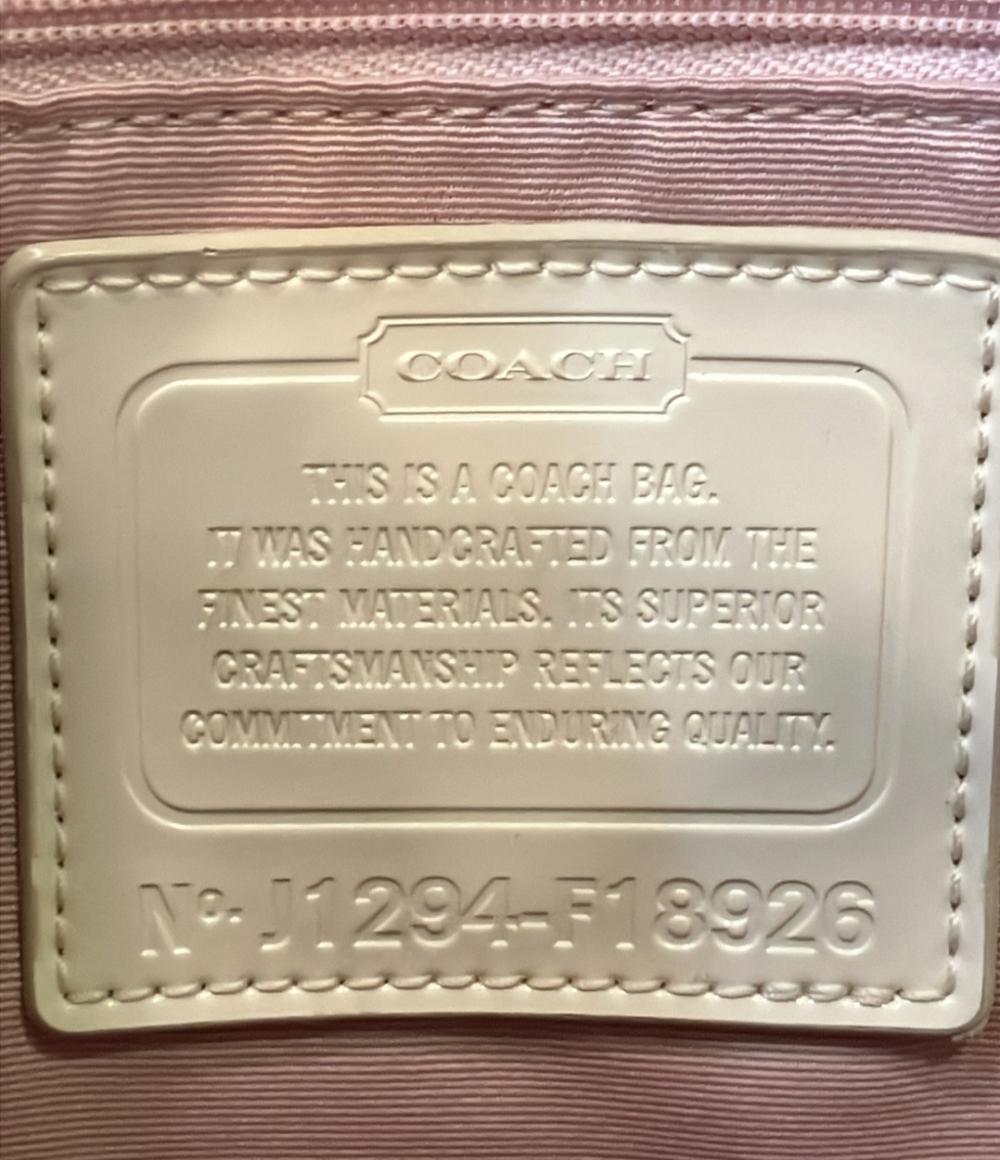 COACH
THIS IS A COACH BAG.
IT WAS HANDCRAFTED FROM THE
FINEST MATERIALS. ITS SUPERIOR
CRAFTSMANSHIP REFLECTS OUR
COMMITMENT TO ENDURING QUALITY.
No. J1294-F18926